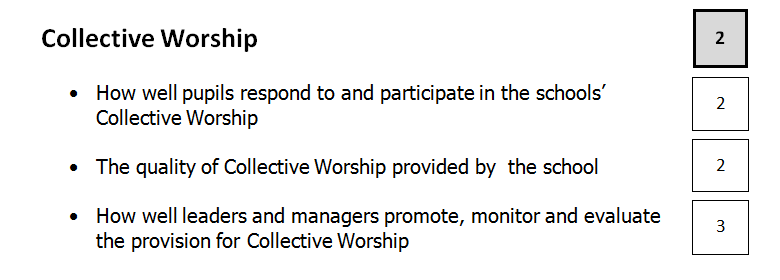 Collective Worship 2
• How well pupils respond to and participate in the schools’
Collective Worship 2
• The quality of Collective Worship provided by  the school 2
• How well leaders and managers promote, monitor and evaluate
the provision for Collective Worship 3